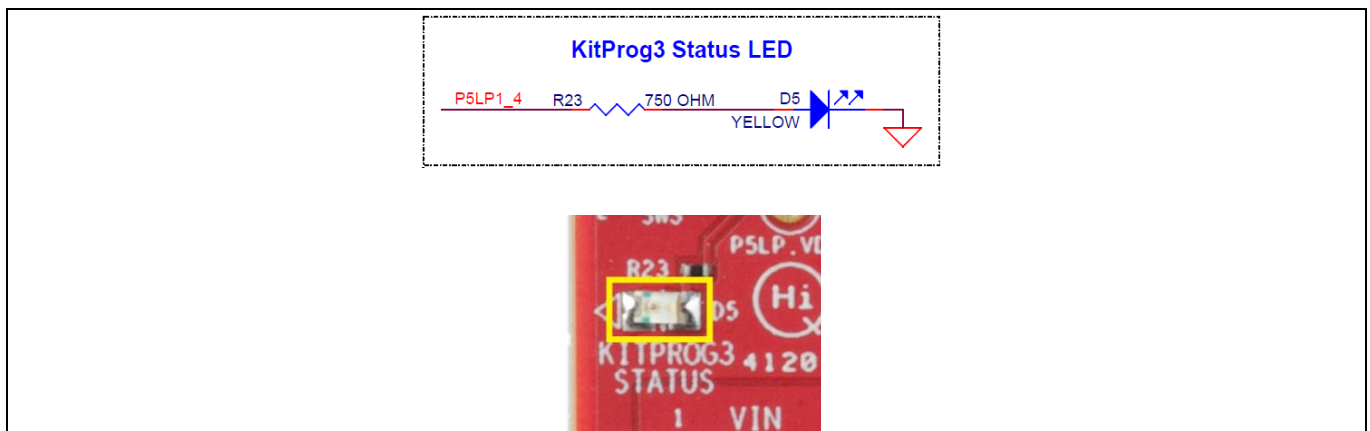 KitProg3 Status LED
P5LP1_4 R23 750 OHM D5
YELLOW
P5LP.VD
R23
Hi
D5
KITPROG3 4120
STATUS
1 VIN